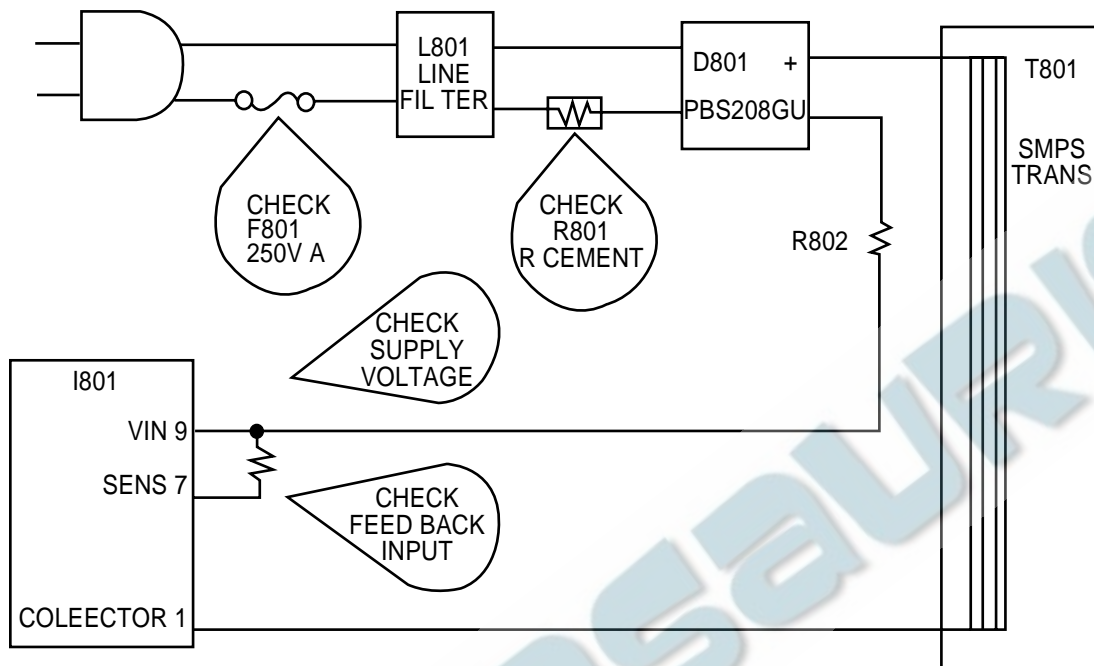 L801
LINE
FIL TER
D801 +
PBS208GU
T801
SMPS
TRANS
CHECK
F801
250V A
CHECK
R801
R CEMENT
R802
CHECK
SUPPLY
VOLTAGE
I801
VIN 9
SENS 7
CHECK
FEED BACK
INPUT
COLEECTOR 1